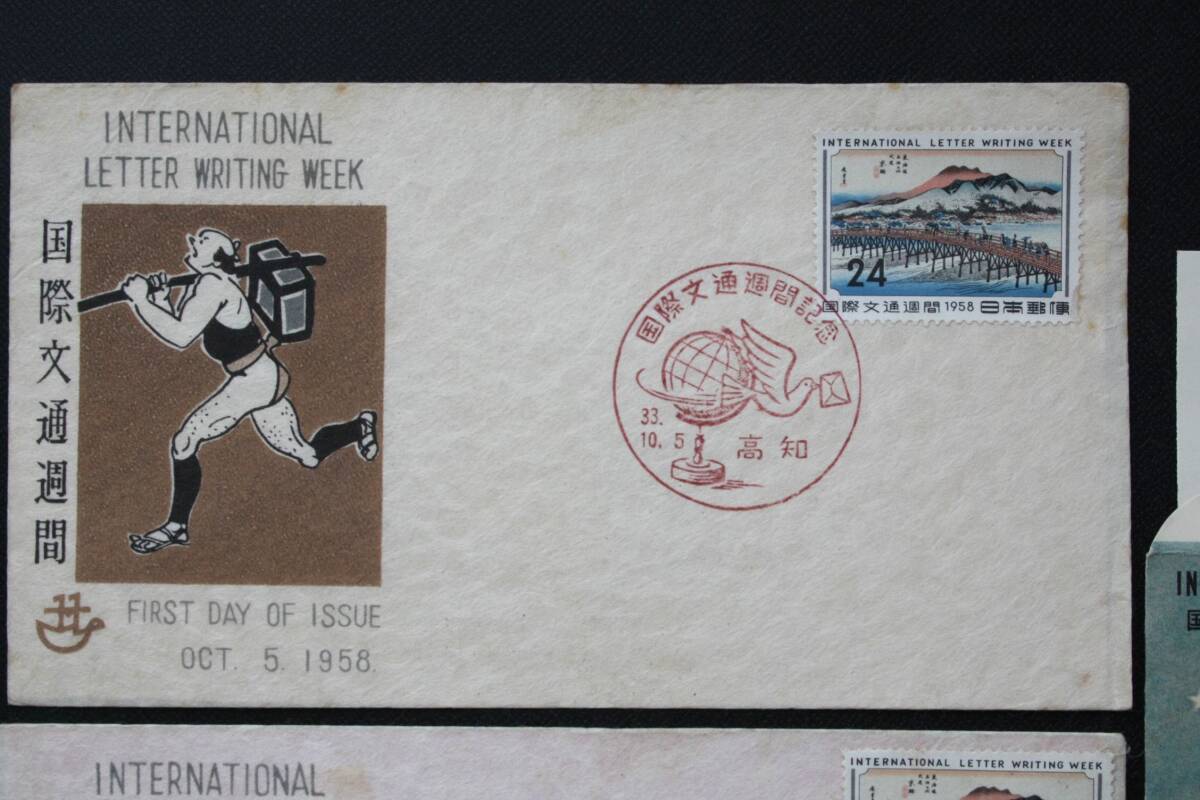 INTERNATIONAL
LETTER WRITING WEEK
国際文通週間
FIRST DAY OF ISSUE
OCT. 5. 1958.
INTERNATIONAL LETTER WRITING WEEK
24
国際文通週間 1958 日本郵便
国際文通週間記念
33.
10. 5
高知
INTERNATIONAL
INTERNATIONAL LETTER WRITING WEEK
IN
国